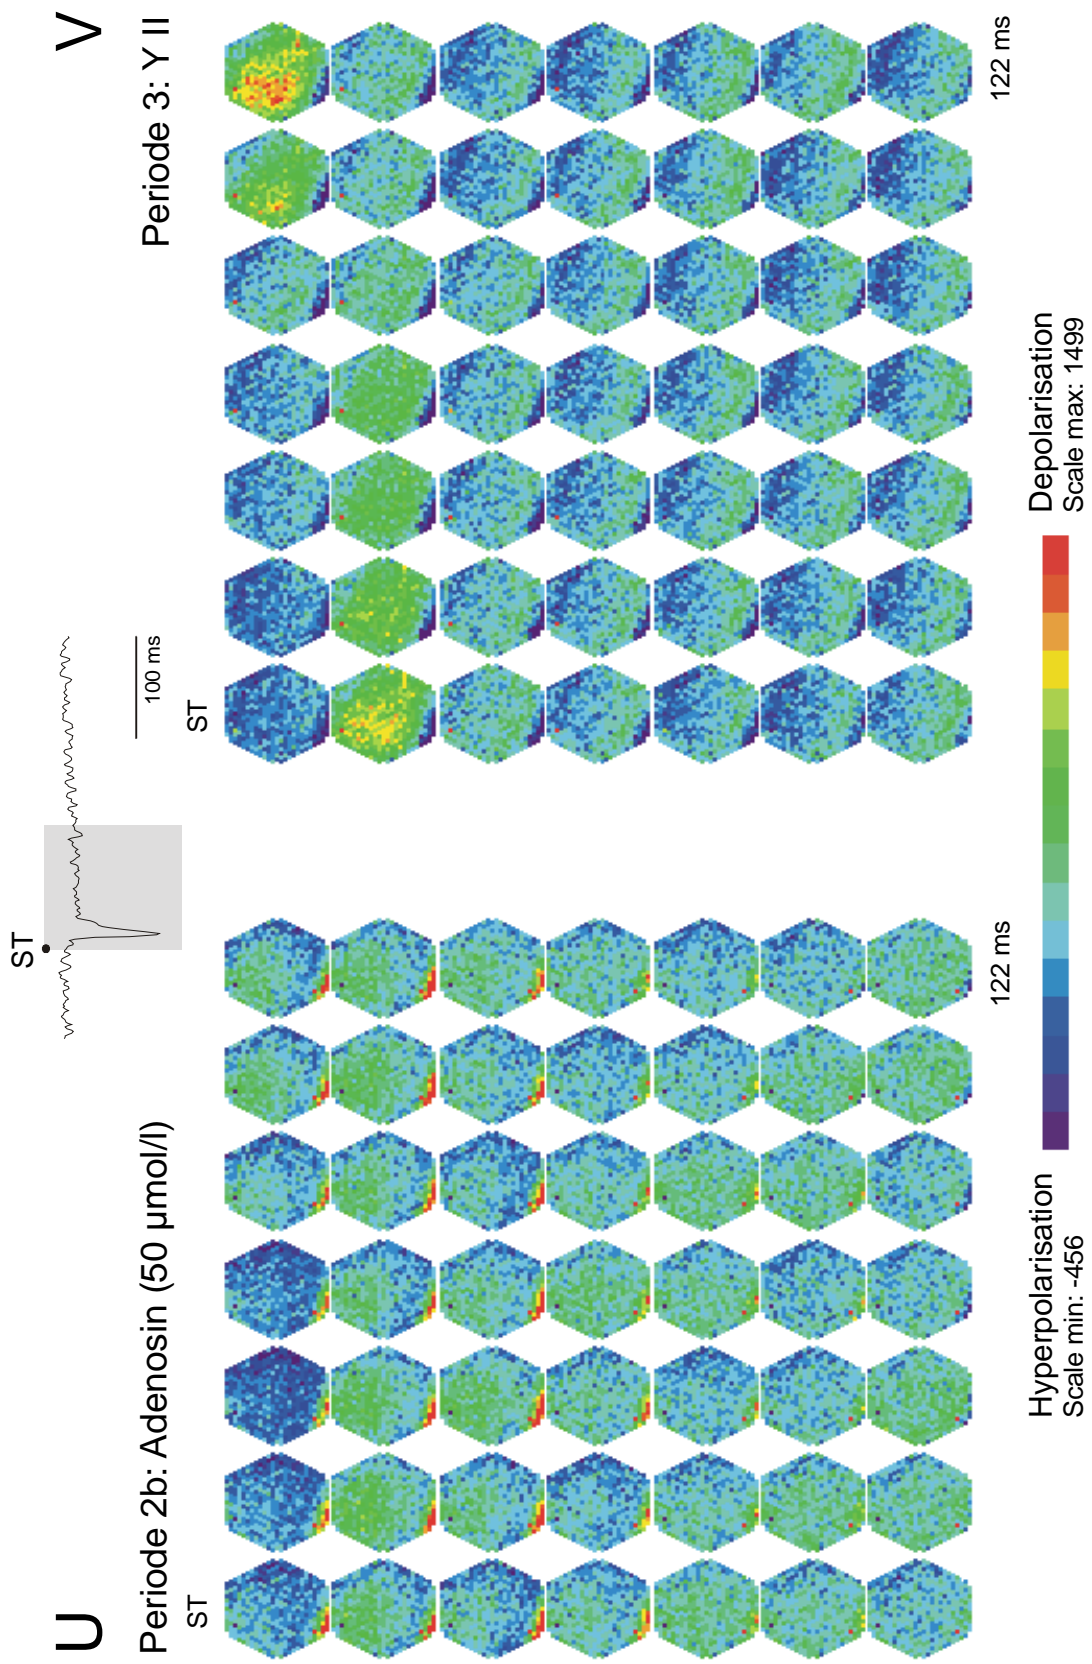 U
V
Periode 2b: Adenosin (50 µmol/l)
Periode 3: Y II
ST
100 ms
ST
ST
122 ms
122 ms
Hyperpolarisation
Scale min: -456
Depolarisation
Scale max: 1499